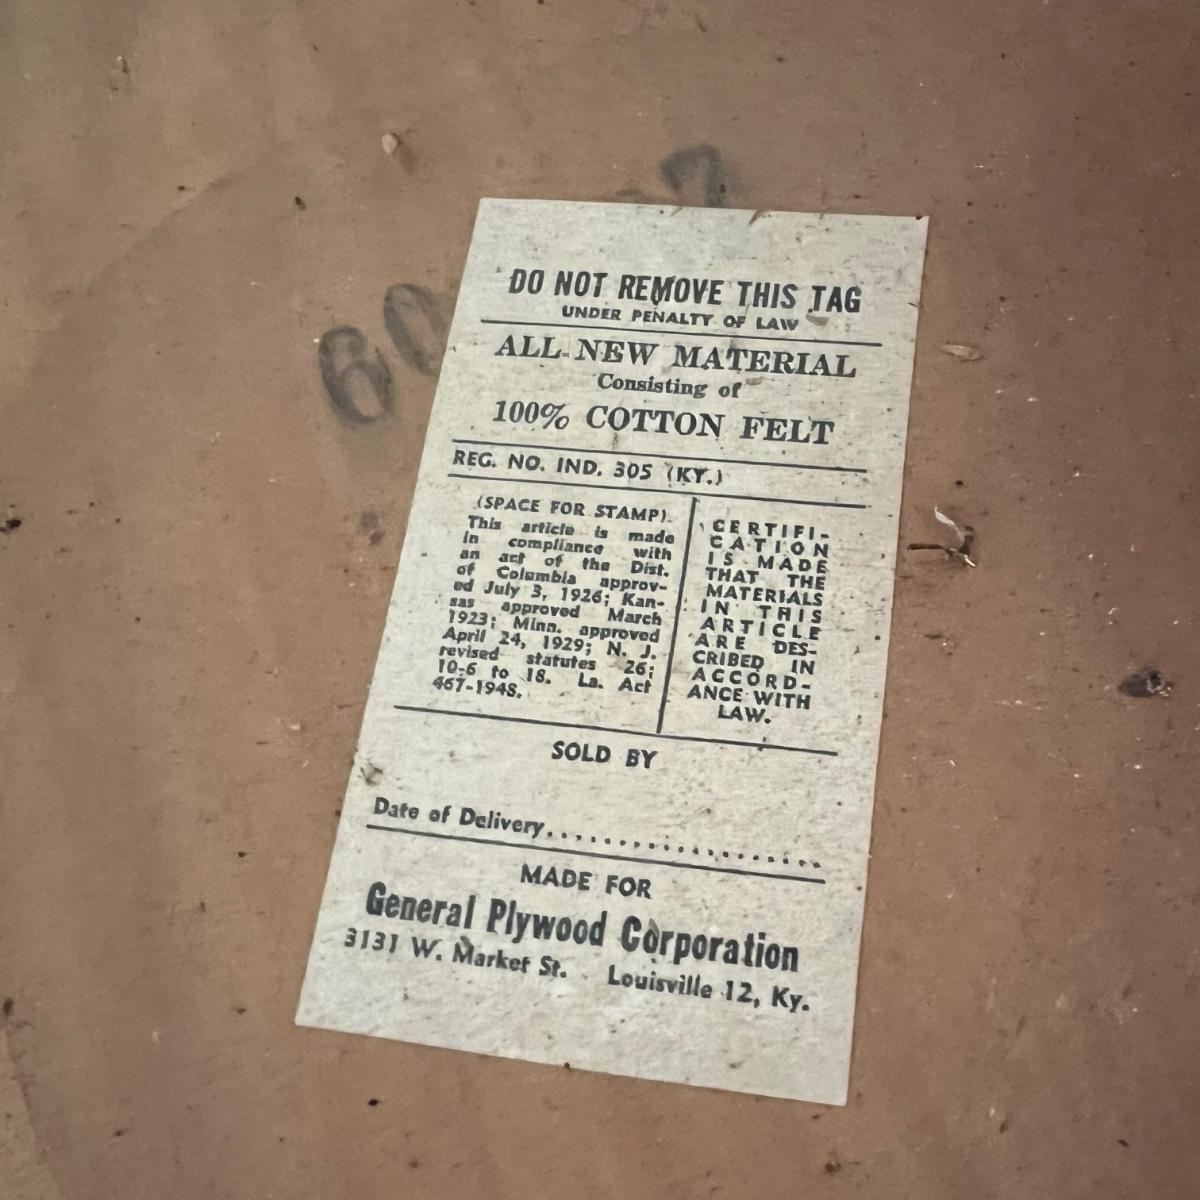 DO NOT REMOVE THIS TAG
UNDER PENALTY OF LAW
ALL NEW MATERIAL
Consisting of
100% COTTON FELT
REG. NO. IND. 305 (KY.)
(SPACE FOR STAMP)
This article is made
in compliance with
an act of the Dist.
of Columbia approv-
ed July 3, 1926; Kan-
sas approved March
1923; Minn. approved
April 24, 1929; N. J.
revised statutes 26:
10-6 to 18. La. Act
467-1948.
CERTIFI-
CATION
IS MADE
THAT THE
MATERIALS
IN THIS
ARTICLE
ARE DES-
CRIBED IN
ACCORD-
ANCE WITH
LAW.
SOLD BY
Date of Delivery....................
MADE FOR
General Plywood Corporation
3131 W. Market St. Louisville 12, Ky.